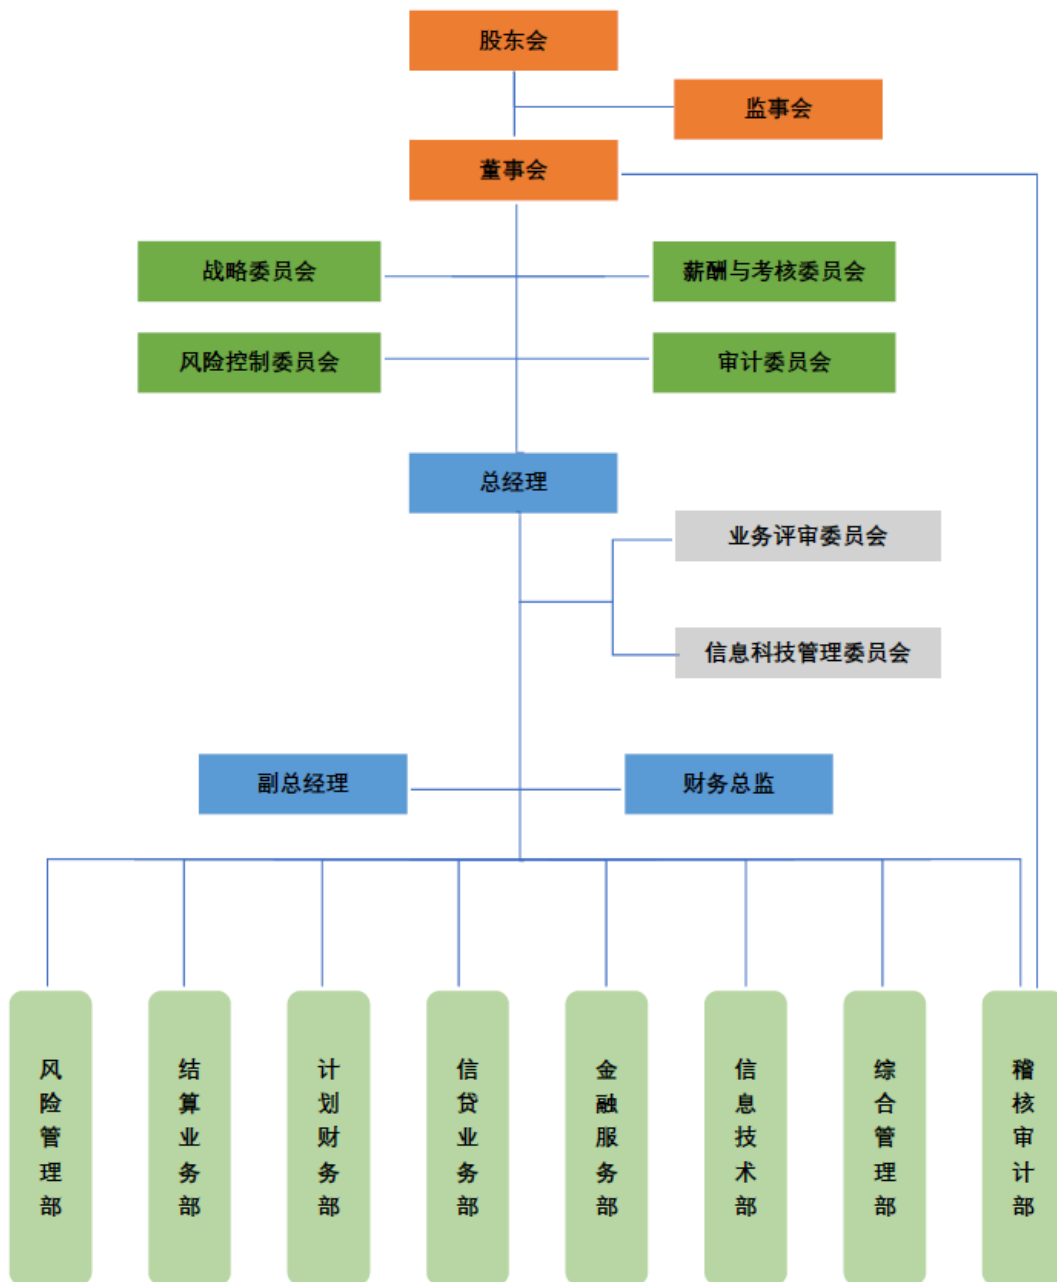 股东会
监事会
董事会
战略委员会
薪酬与考核委员会
风险控制委员会
审计委员会
总经理
业务评审委员会
信息科技管理委员会
副总经理
财务总监
风险管理部
结算业务部
计划财务部
信贷业务部
金融服务部
信息技术部
综合管理部
稽核审计部